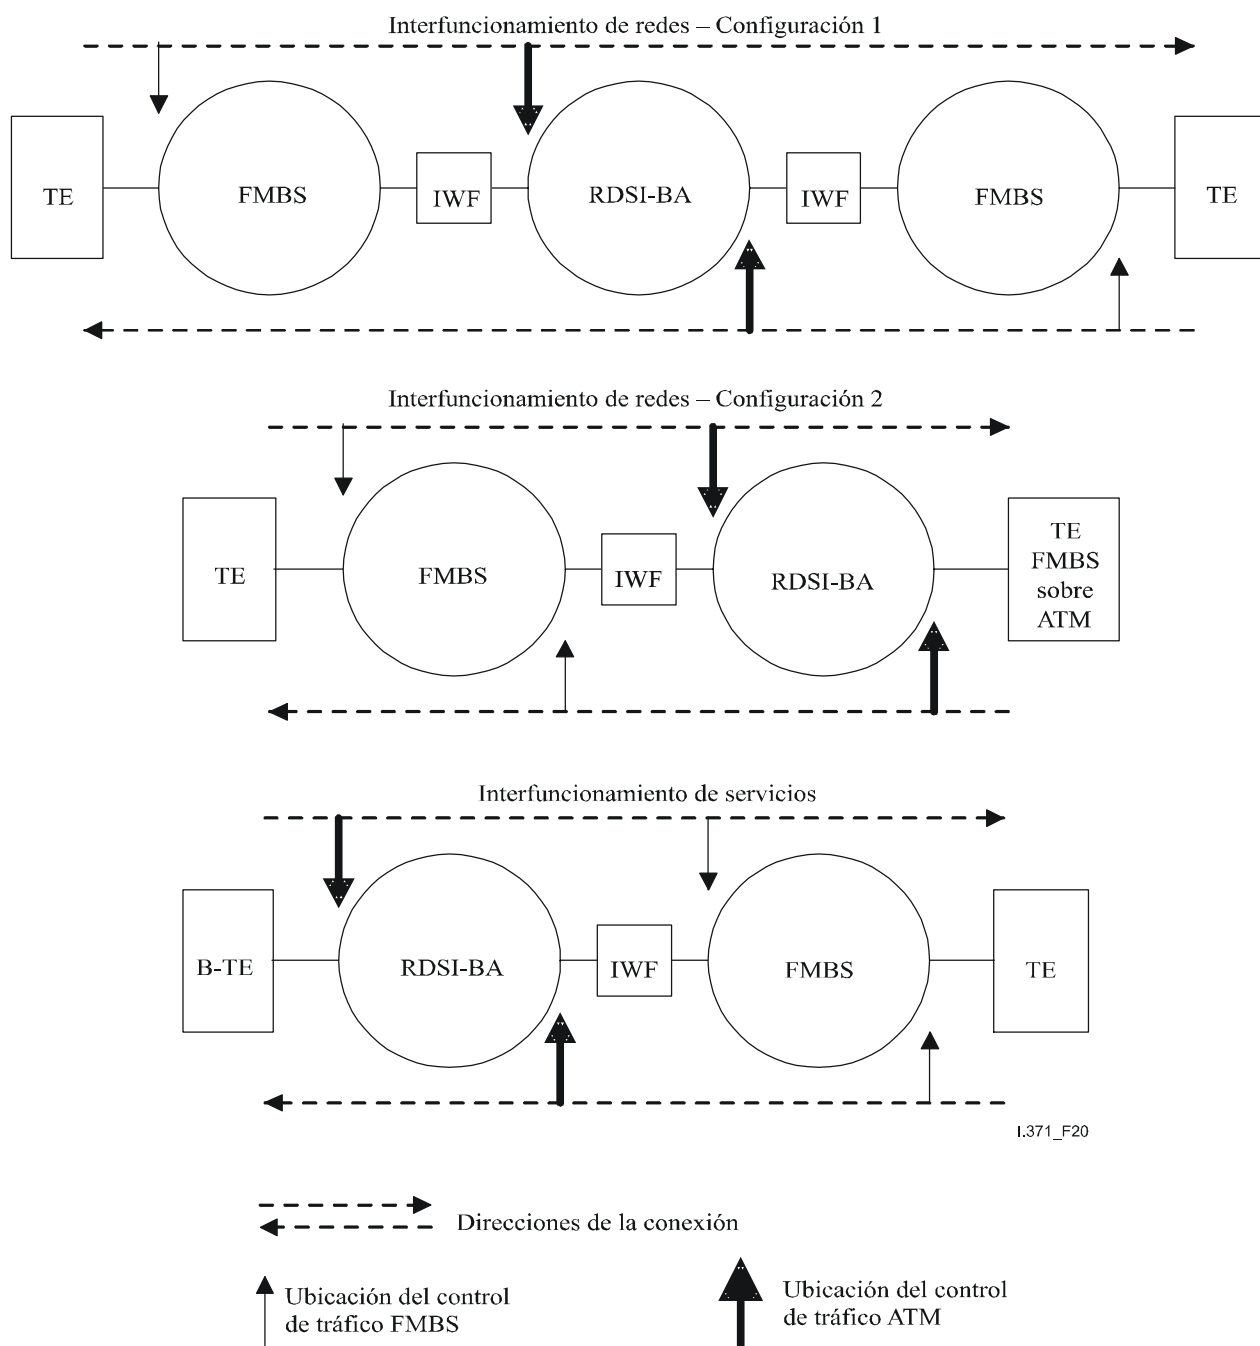 Interfuncionamiento de redes – Configuración 1
TE
FMBS
IWF
RDSI-BA
IWF
FMBS
TE
Interfuncionamiento de redes – Configuración 2
TE
FMBS
IWF
RDSI-BA
TE
FMBS
sobre
ATM
Interfuncionamiento de servicios
B-TE
RDSI-BA
IWF
FMBS
TE
I.371_F20
Direcciones de la conexión
Ubicación del control
de tráfico FMBS
Ubicación del control
de tráfico ATM